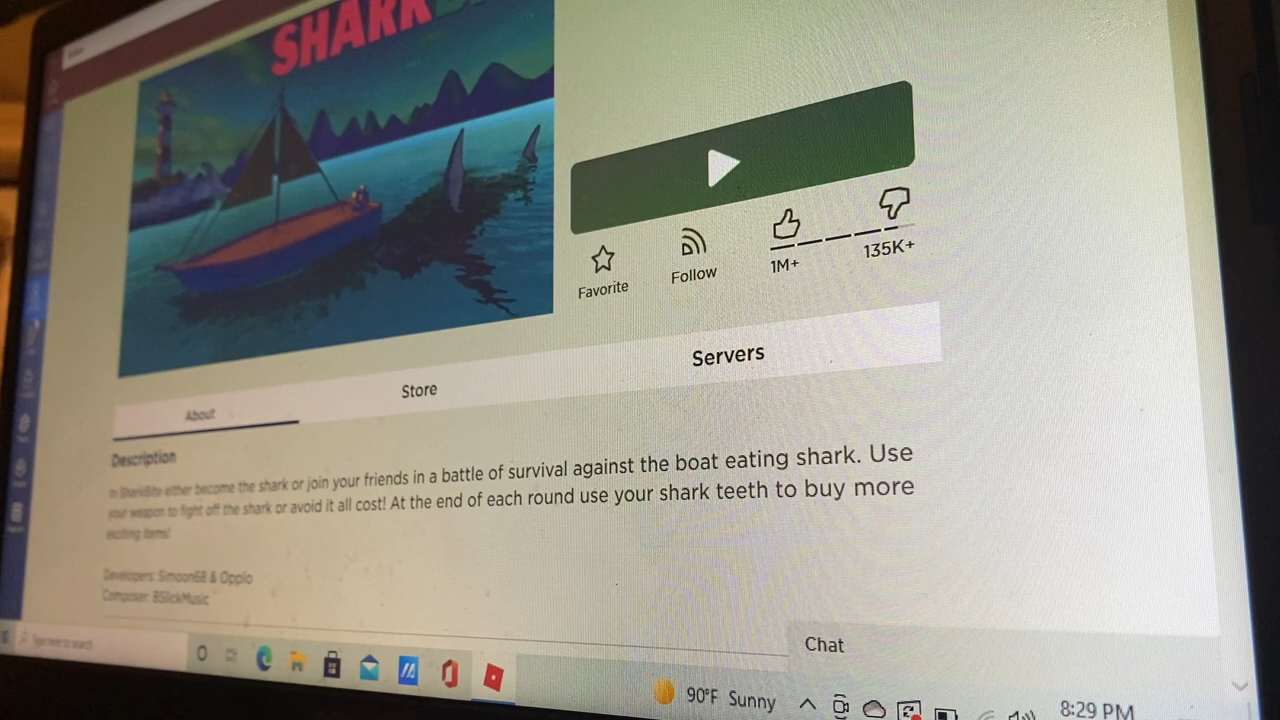 SHARK
Favorite
Follow
1M+
135K+
About
Store
Servers
Description
In SharkBite either become the shark or join your friends in a battle of survival against the boat eating shark. Use
your weapon to fight off the shark or avoid it all cost! At the end of each round use your shark teeth to buy more
exciting items!
Developers: Simoon68 & Opplo
Composer: BSlickMusic
Chat
Type here to search
90°F Sunny
8:29 PM